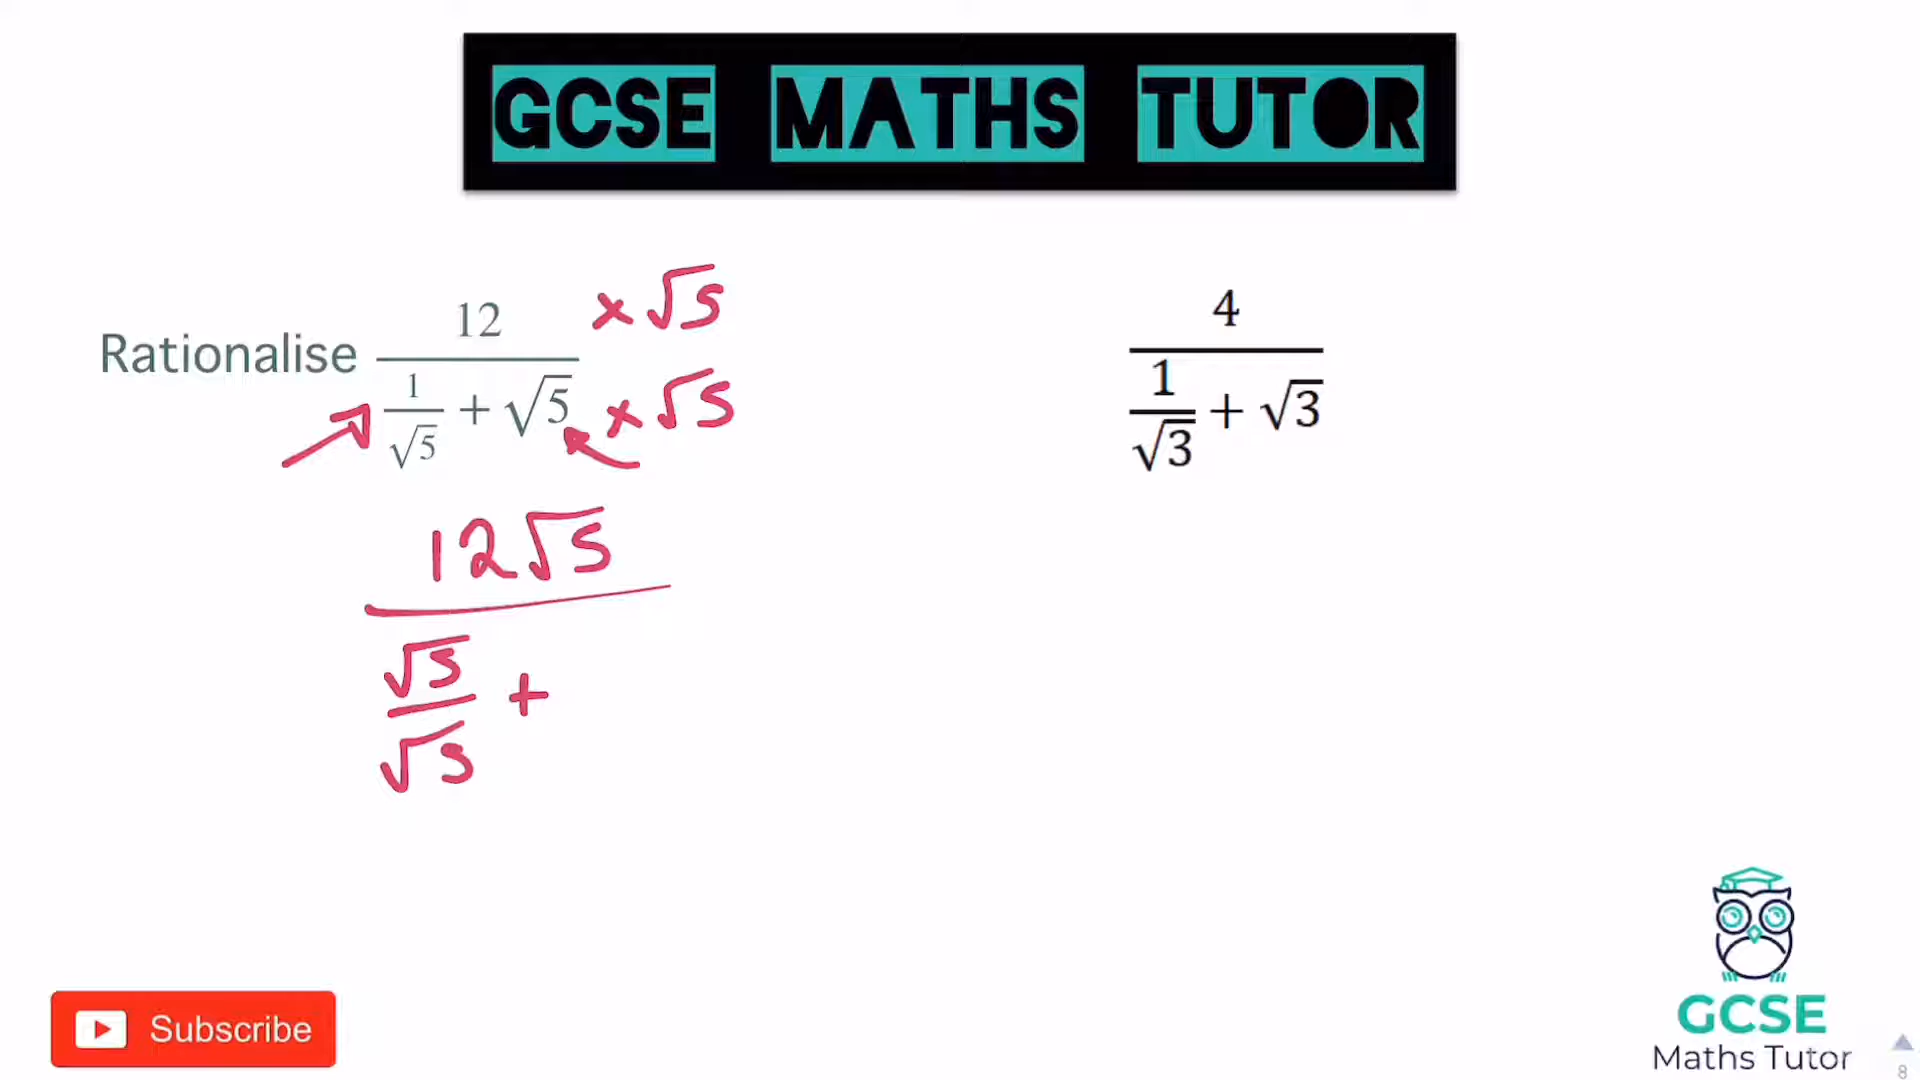 GCSE MATHS TUTOR
Rationalise 12 / (1/√5 + √5)
× √5
× √5
12√5
√5/√5 +
4 / (1/√3 + √3)
Subscribe
GCSE
Maths Tutor
8